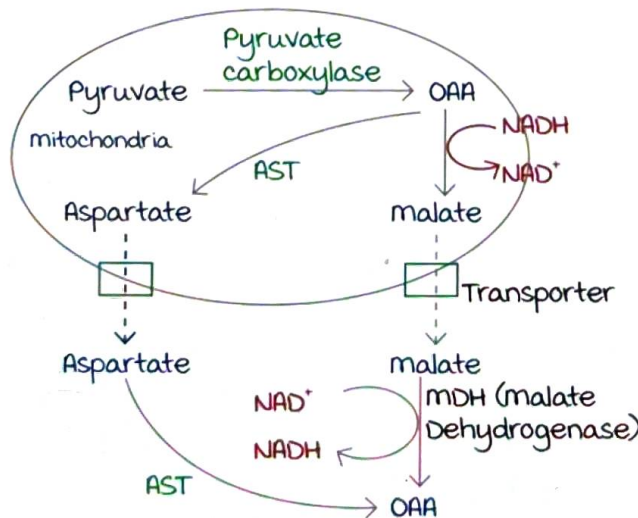 Pyruvate
carboxylase
Pyruvate
OAA
mitochondria
NADH
AST
NAD⁺
Aspartate
malate
Transporter
Aspartate
malate
NAD⁺
MDH (malate
Dehydrogenase)
NADH
AST
OAA